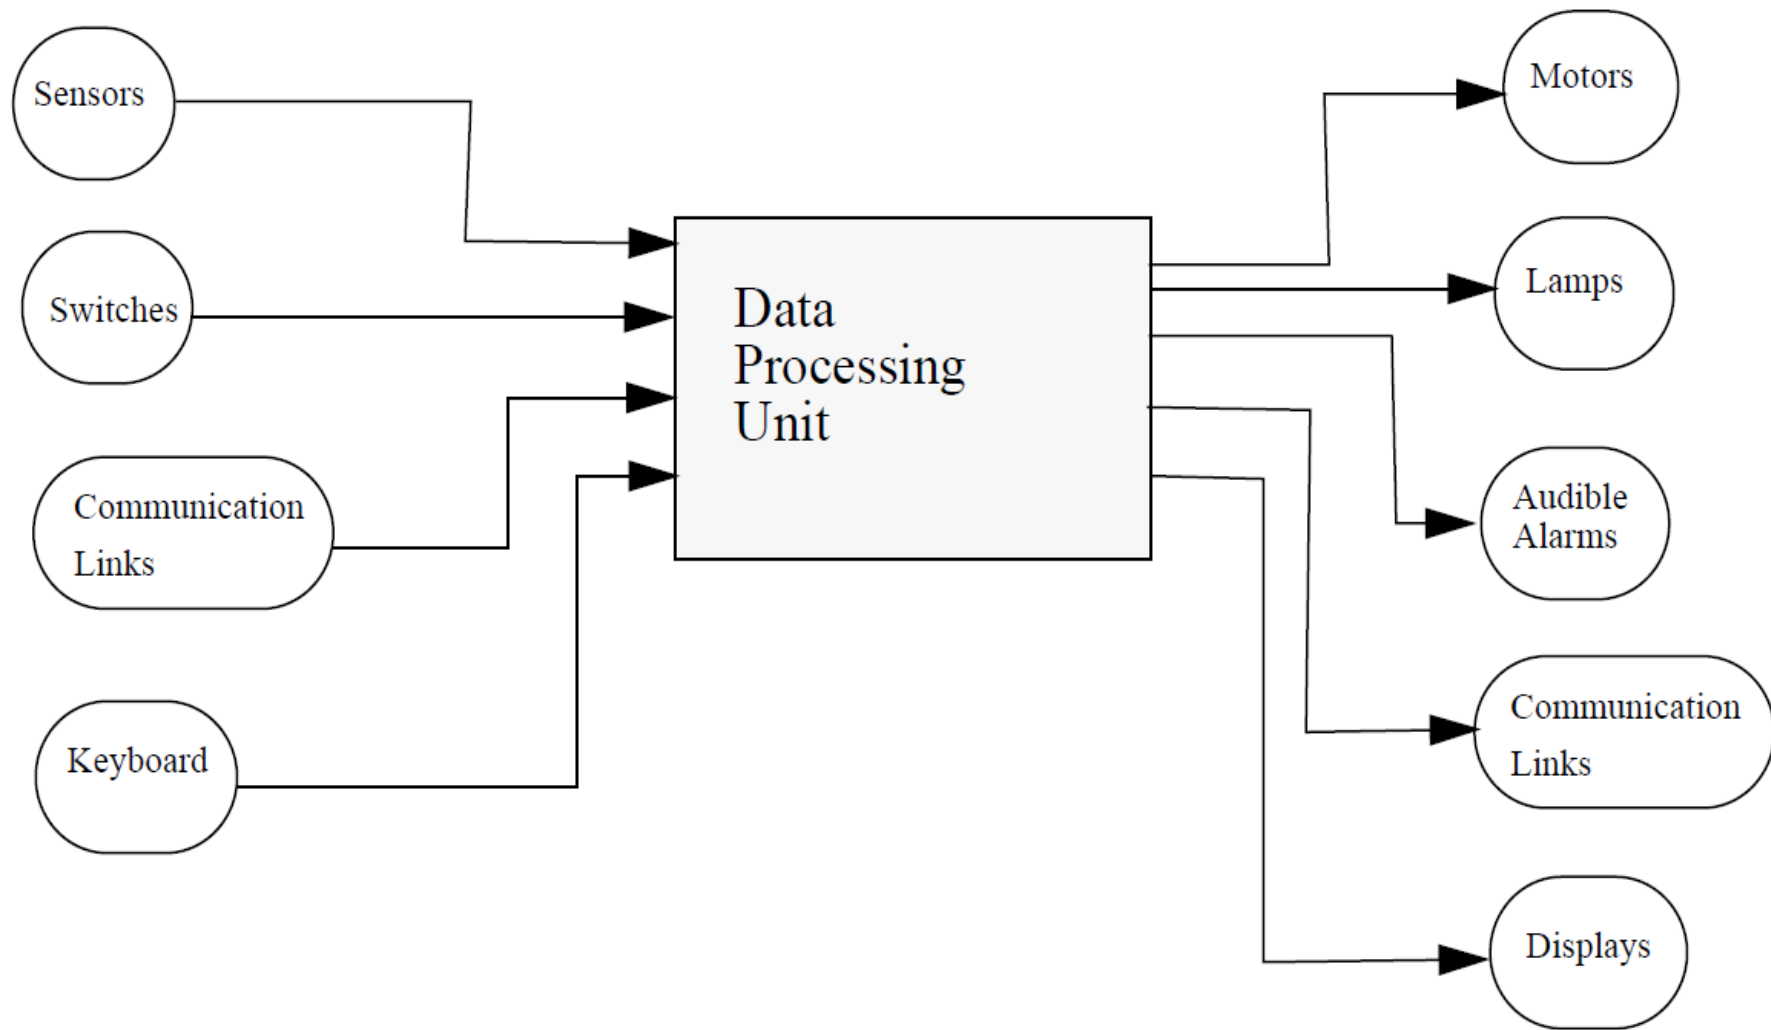 Sensors
Switches
Communication
Links
Keyboard
Data
Processing
Unit
Motors
Lamps
Audible
Alarms
Communication
Links
Displays